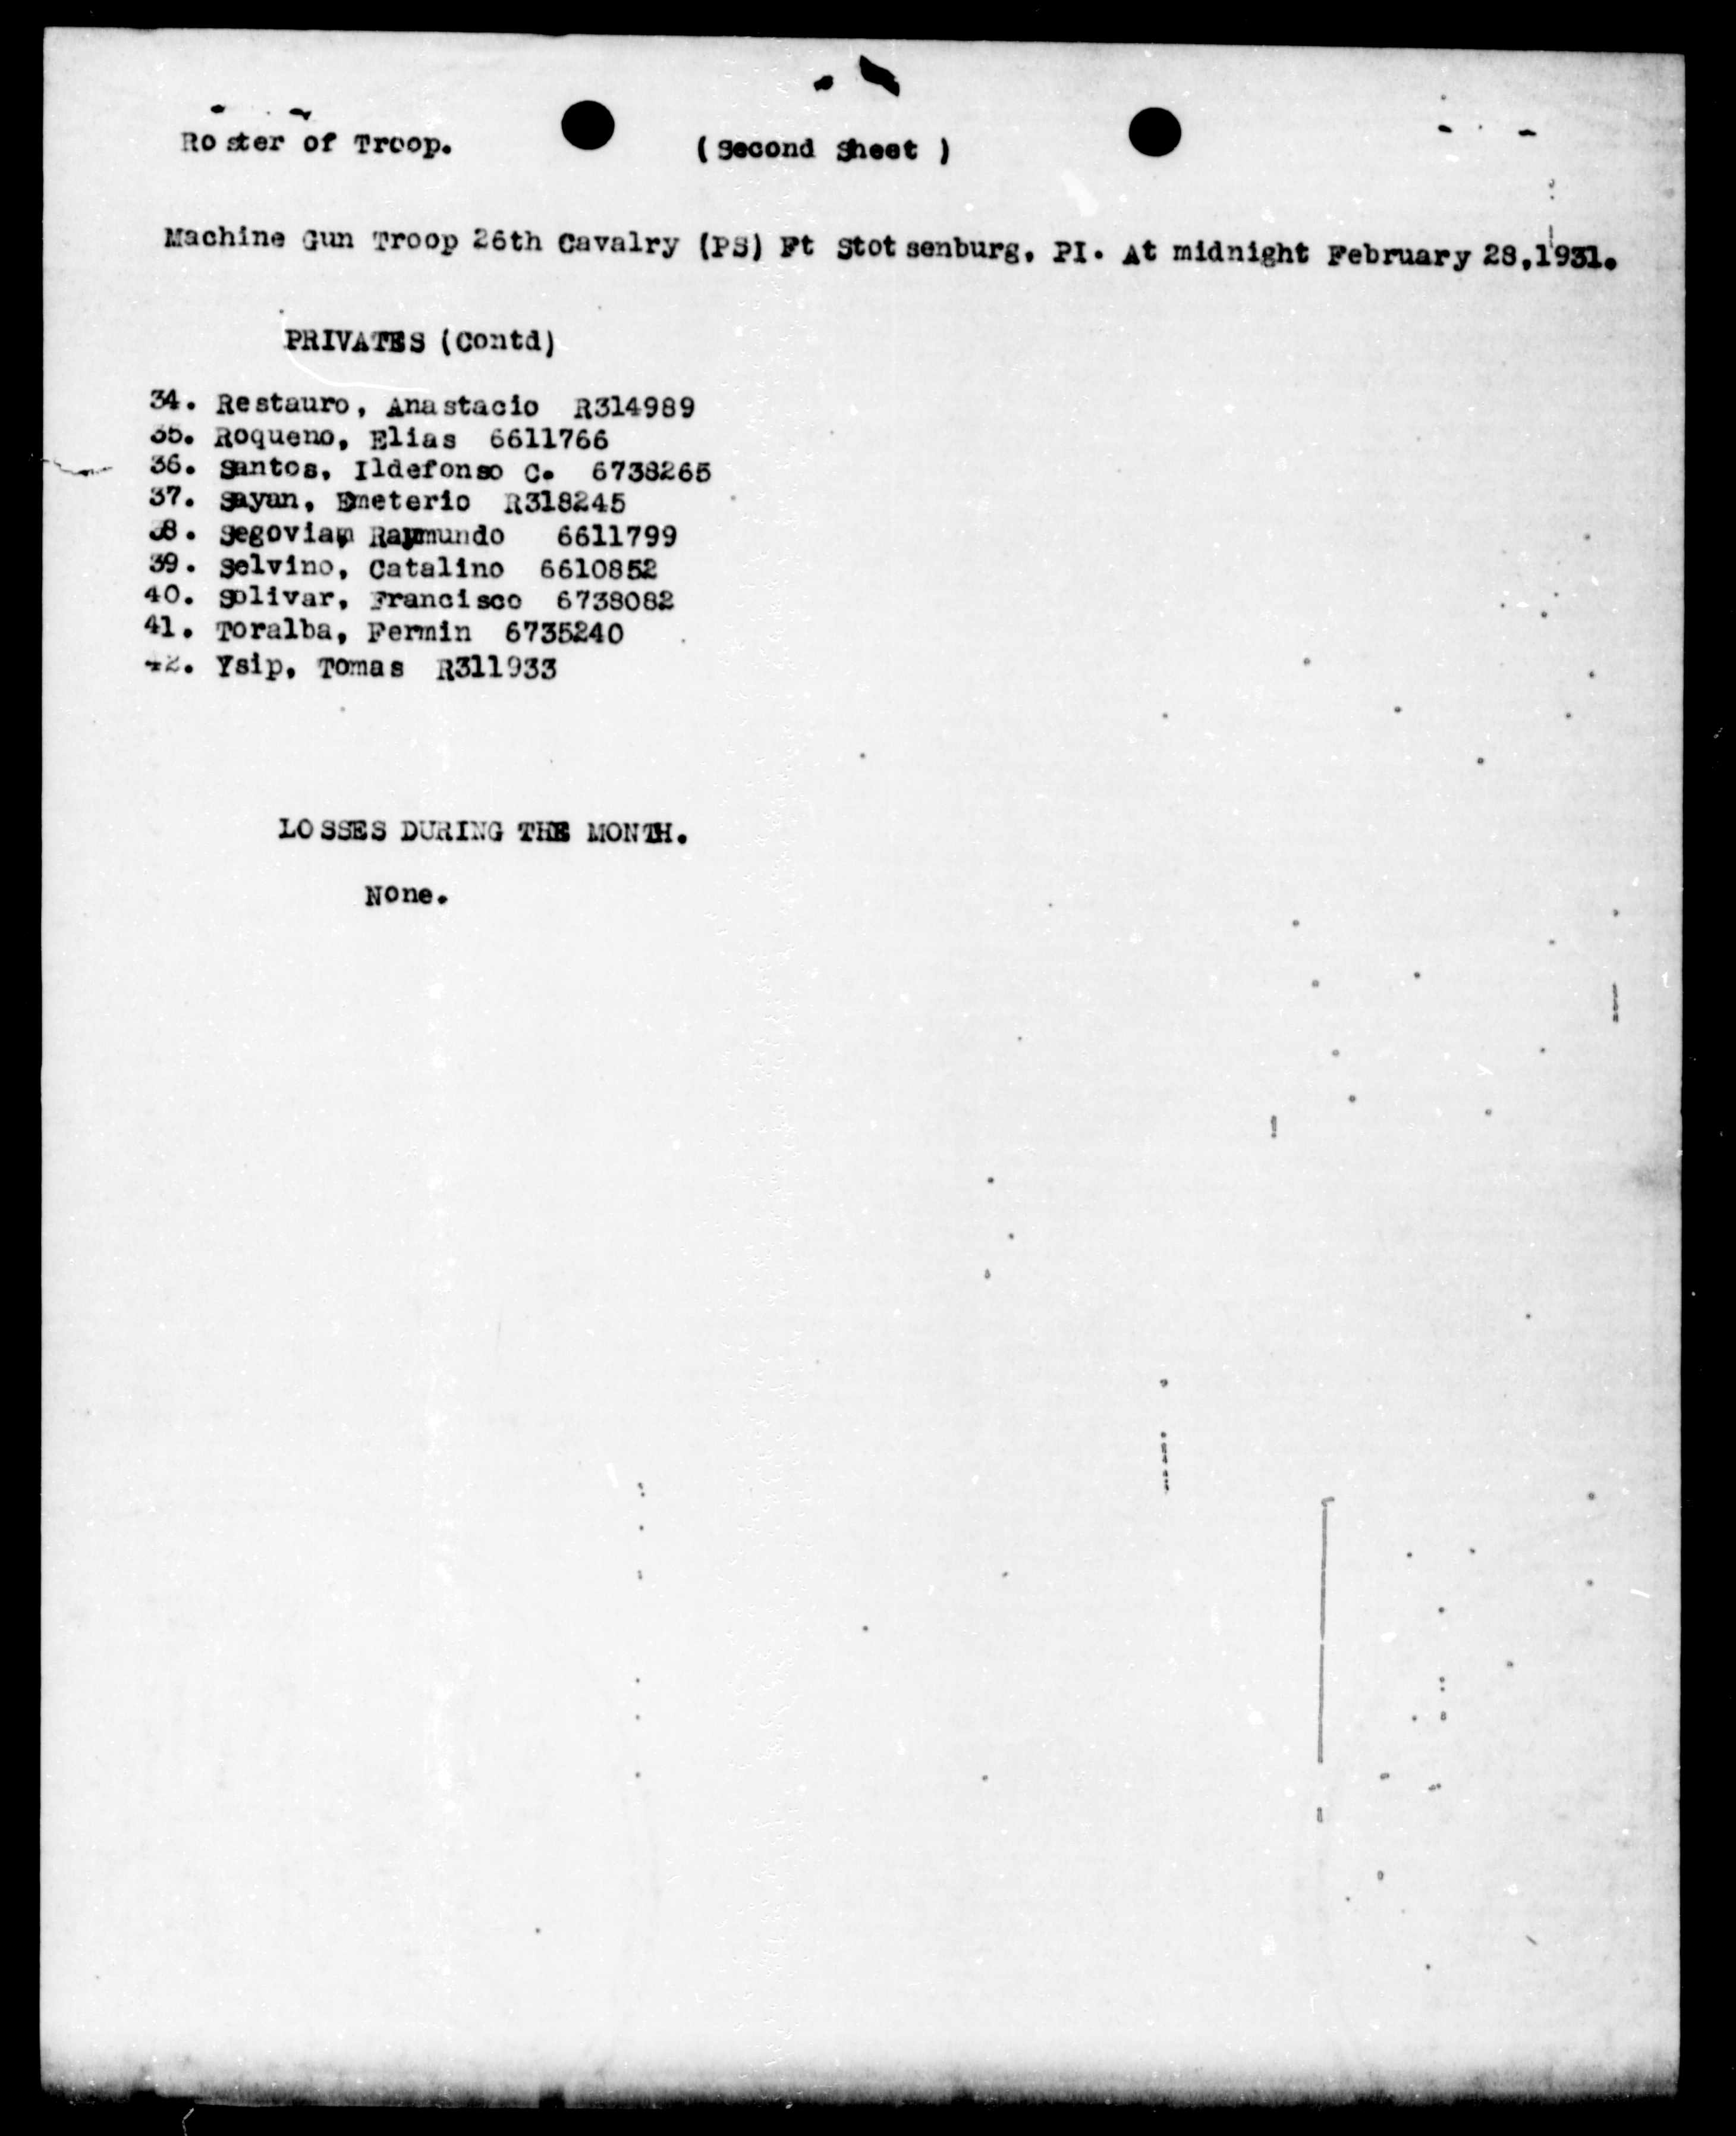 Roster of Troop. (Second Sheet)
Machine Gun Troop 26th Cavalry (PS) Ft Stotsenburg, PI. At midnight February 28,1931.
PRIVATES (Contd)
34. Restauro, Anastacio R314989
35. Roqueno, Elias 6611766
36. Santos, Ildefonso C. 6738265
37. Sayan, Emeterio R318245
38. Segovia, Raymundo 6611799
39. Selvino, Catalino 6610852
40. Solivar, Francisco 6738082
41. Toralba, Fermin 6735240
42. Ysip, Tomas R311933
LOSSES DURING THE MONTH.
None.